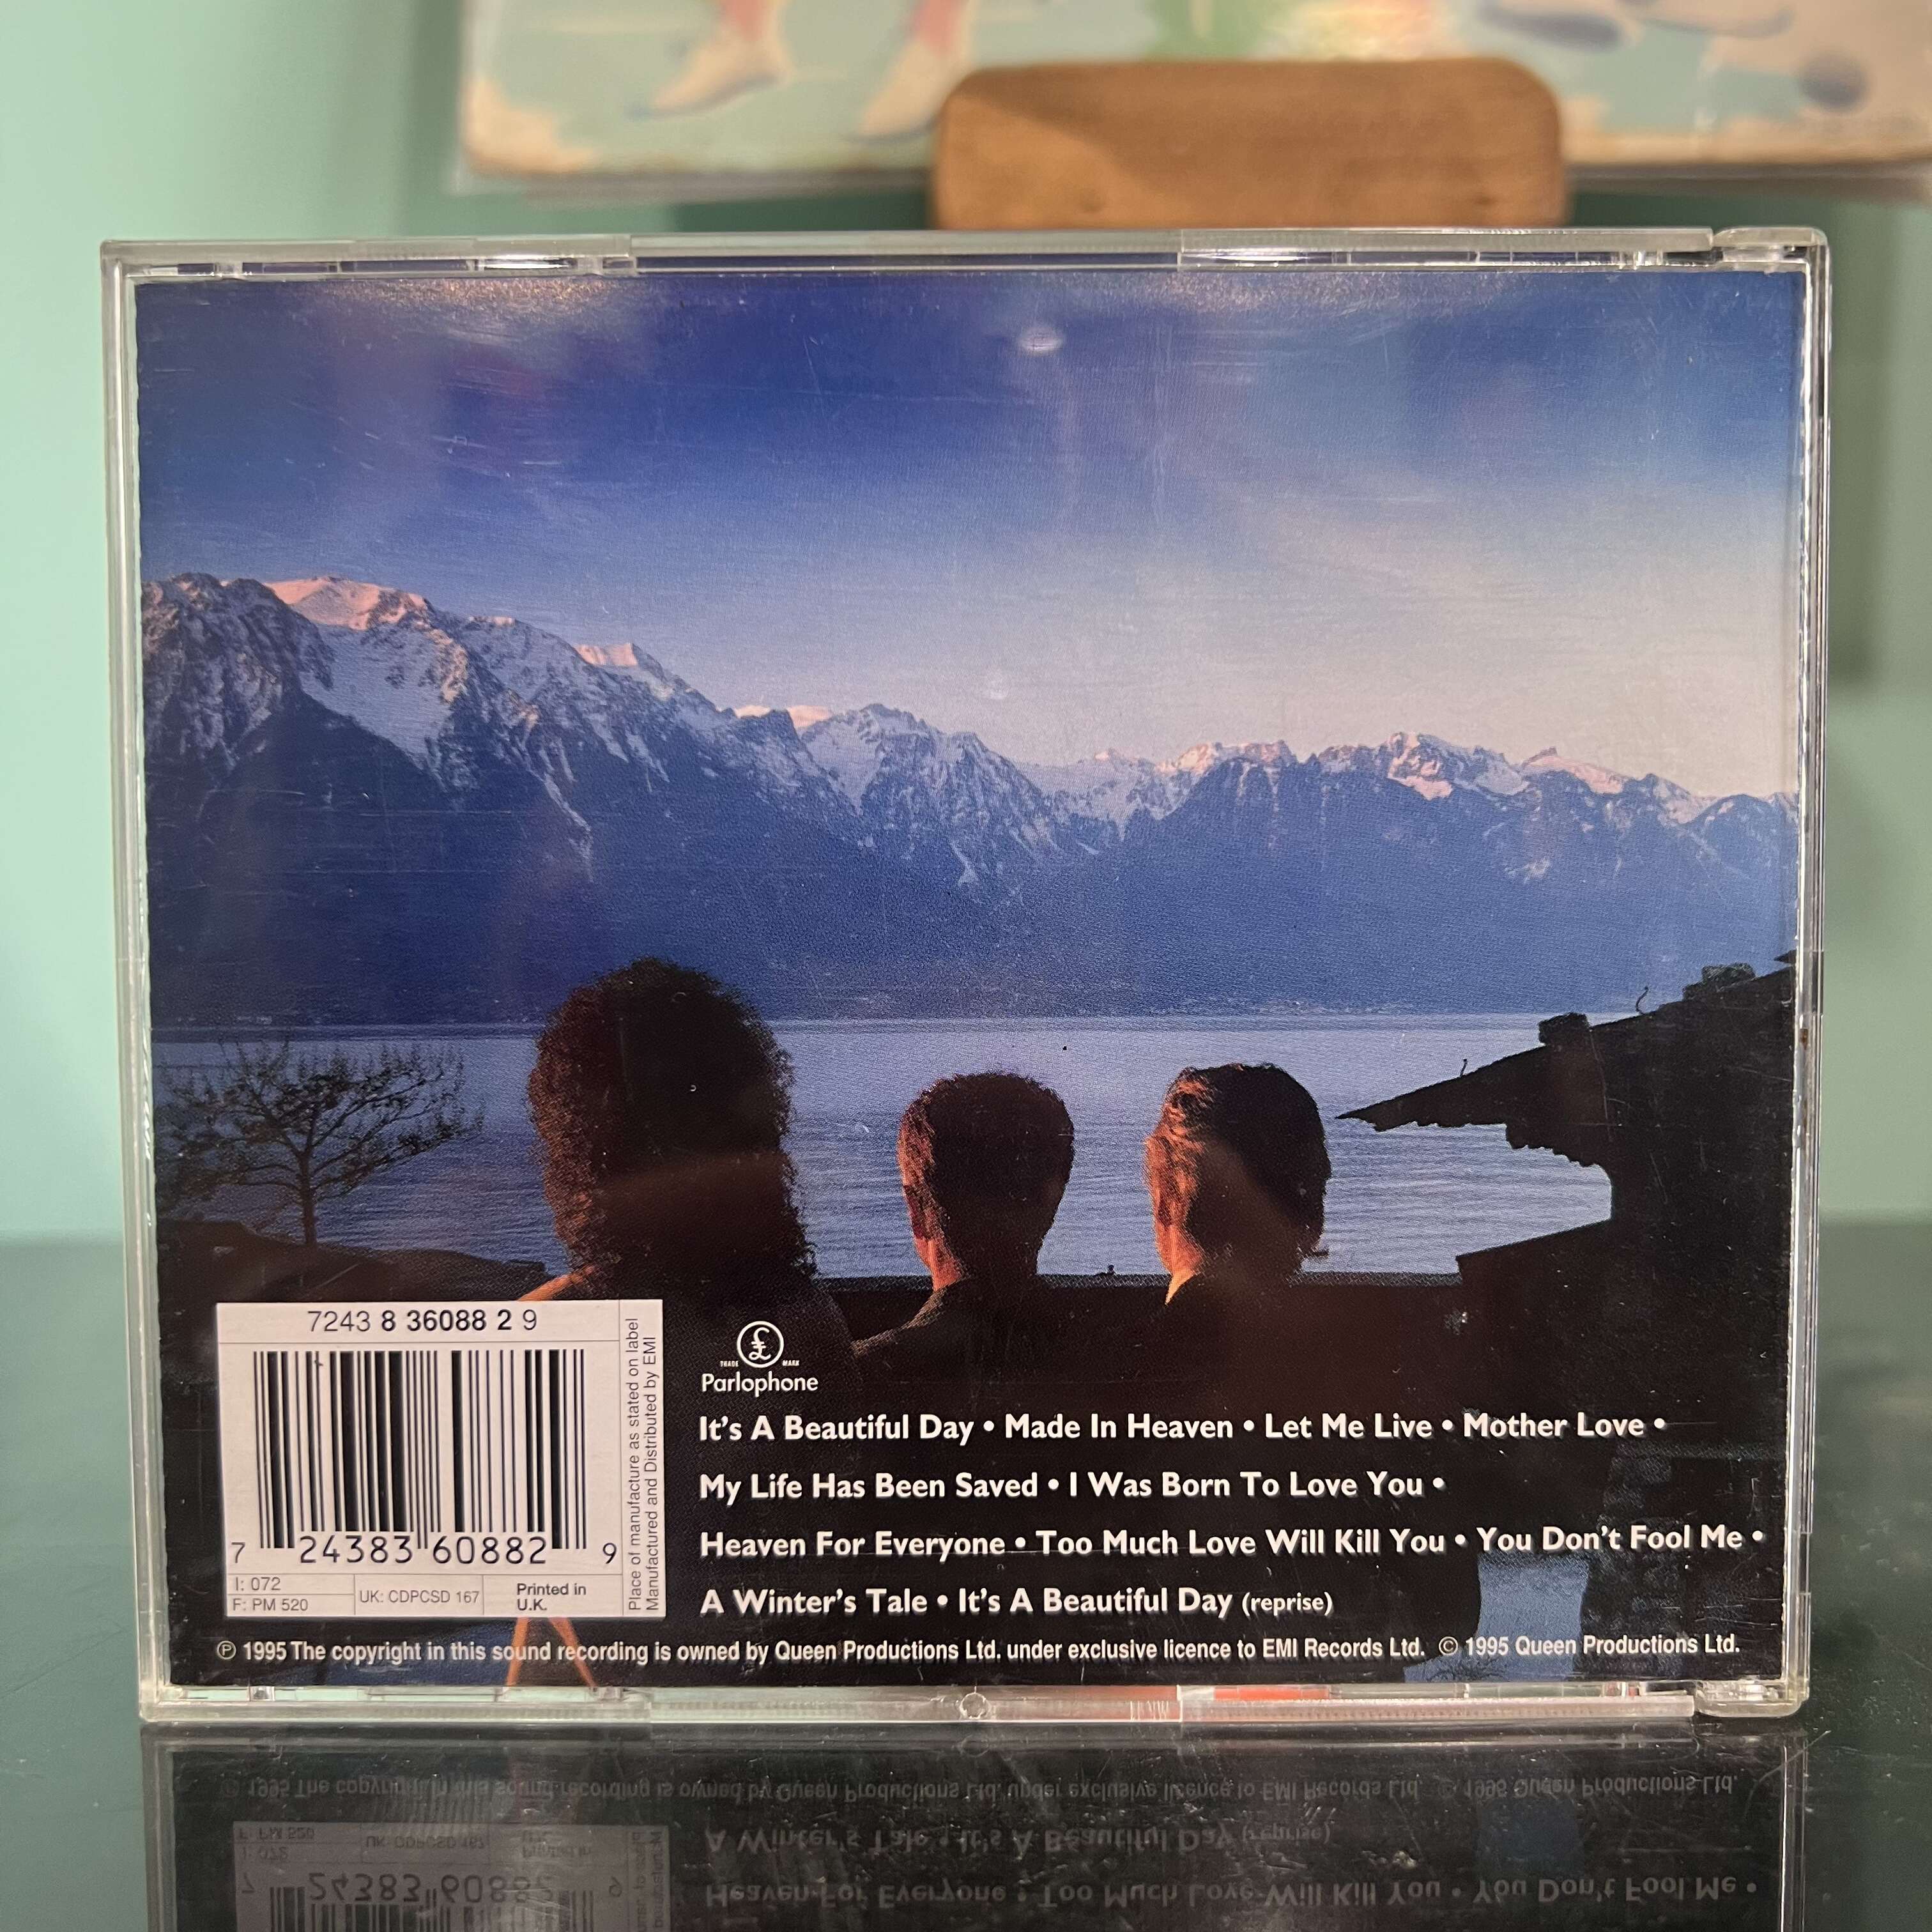 7243 8 36088 2 9
7 24383 60882 9
I: 072
F: PM 520
UK: CDPCSD 167
Printed in
U.K.
Place of manufacture as stated on label
Manufactured and Distributed by EMI
£
TRADE MARK
Parlophone
It's A Beautiful Day • Made In Heaven • Let Me Live • Mother Love •
My Life Has Been Saved • I Was Born To Love You •
Heaven For Everyone • Too Much Love Will Kill You • You Don't Fool Me •
A Winter's Tale • It's A Beautiful Day (reprise)
℗ 1995 The copyright in this sound recording is owned by Queen Productions Ltd. under exclusive licence to EMI Records Ltd. © 1995 Queen Productions Ltd.